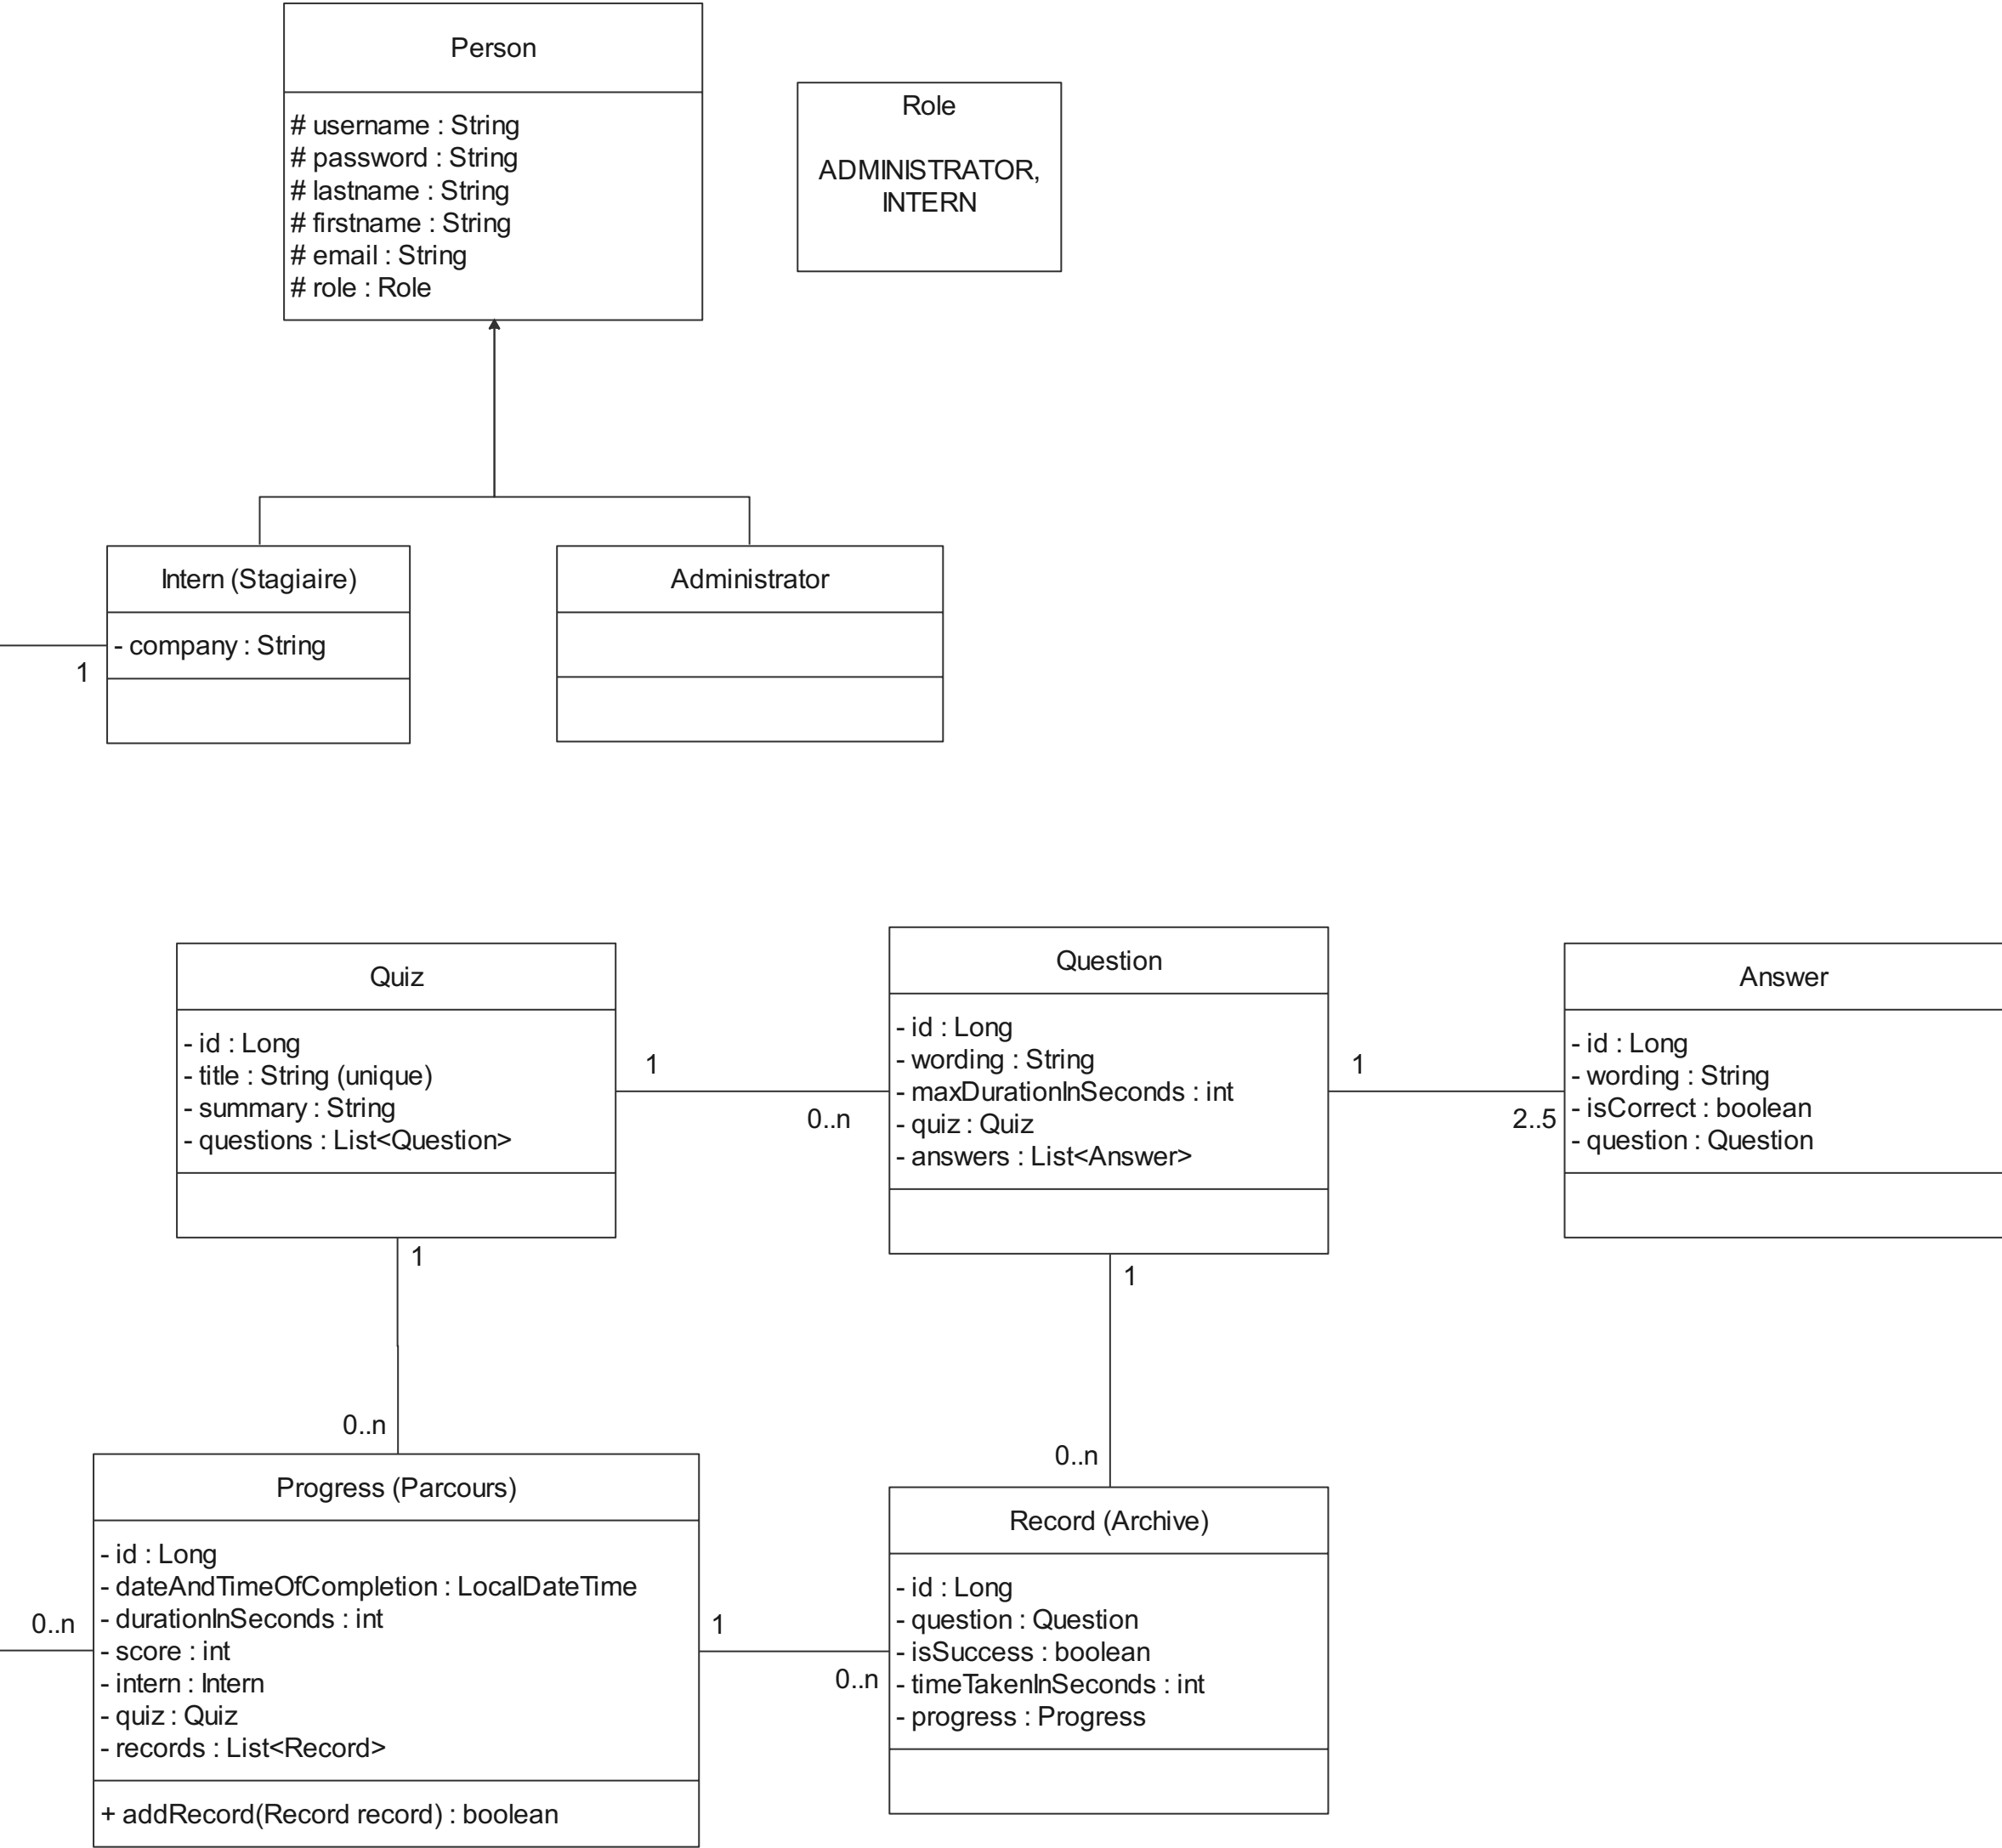 Person
# username : String
# password : String
# lastname : String
# firstname : String
# email : String
# role : Role
Role
ADMINISTRATOR,
INTERN
Intern (Stagiaire)
- company : String
1
Administrator
Quiz
- id : Long
- title : String (unique)
- summary : String
- questions : List<Question>
1
0..n
Question
- id : Long
- wording : String
- maxDurationInSeconds : int
- quiz : Quiz
- answers : List<Answer>
1
2..5
Answer
- id : Long
- wording : String
- isCorrect : boolean
- question : Question
1
0..n
1
0..n
Progress (Parcours)
- id : Long
- dateAndTimeOfCompletion : LocalDateTime
- durationInSeconds : int
- score : int
- intern : Intern
- quiz : Quiz
- records : List<Record>
+ addRecord(Record record) : boolean
0..n
1
0..n
Record (Archive)
- id : Long
- question : Question
- isSuccess : boolean
- timeTakenInSeconds : int
- progress : Progress